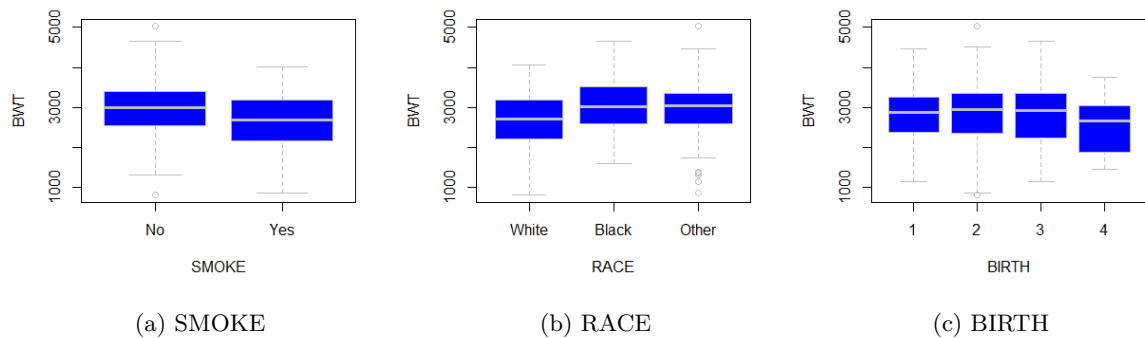 BWT
1000
3000
5000
No
Yes
SMOKE
(a) SMOKE
BWT
1000
3000
5000
White
Black
Other
RACE
(b) RACE
BWT
1000
3000
5000
1
2
3
4
BIRTH
(c) BIRTH